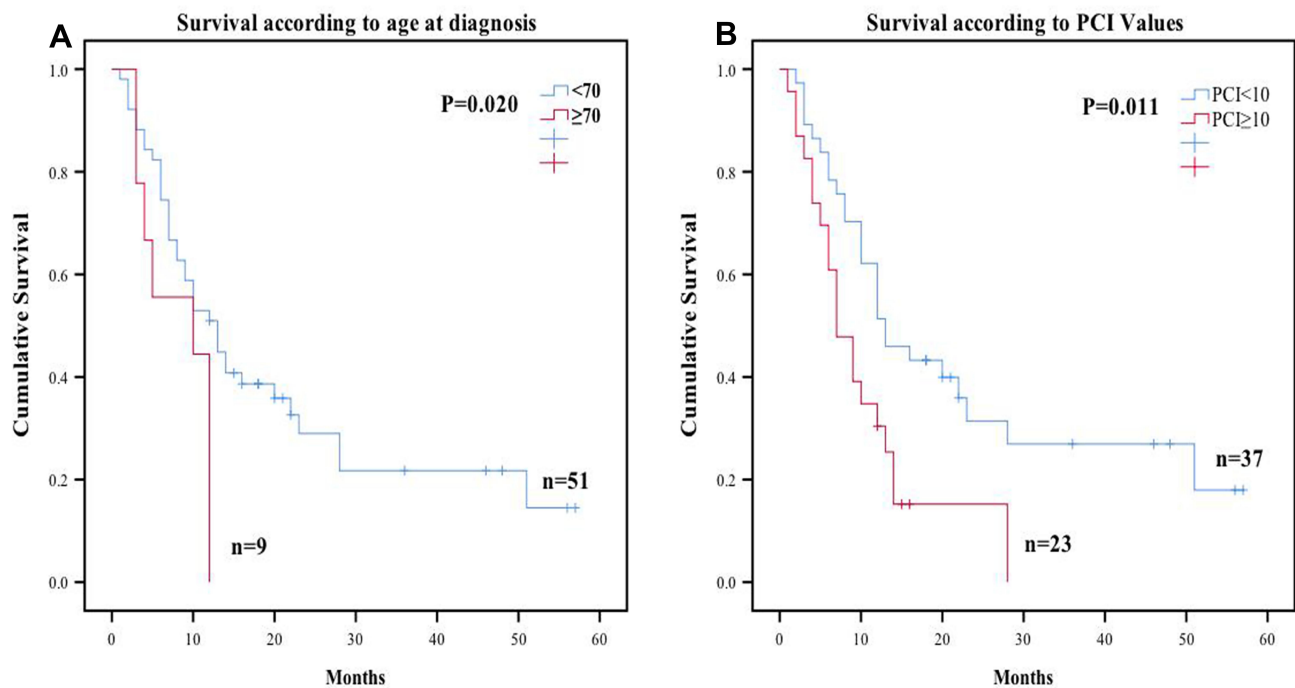 A
Survival according to age at diagnosis
P=0.020
<70
≥70
Cumulative Survival
1.0
0.8
0.6
0.4
0.2
0.0
n=51
n=9
0 10 20 30 40 50 60
Months
B
Survival according to PCI Values
P=0.011
PCI<10
PCI≥10
Cumulative Survival
1.0
0.8
0.6
0.4
0.2
0.0
n=37
n=23
0 10 20 30 40 50 60
Months